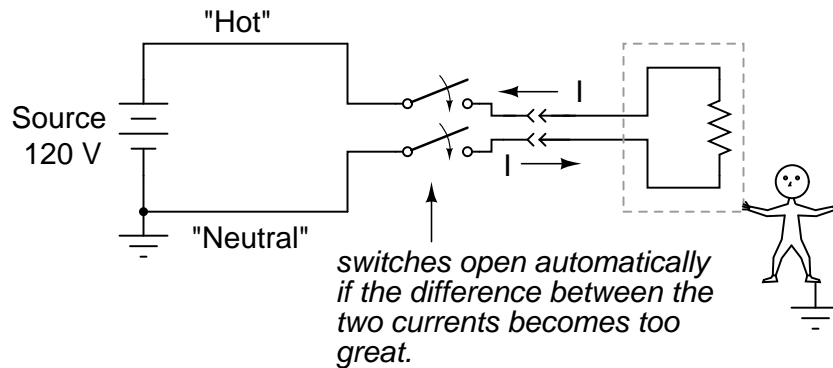 "Hot"
I
Source
120 V
I
"Neutral"
switches open automatically
if the difference between the
two currents becomes too
great.